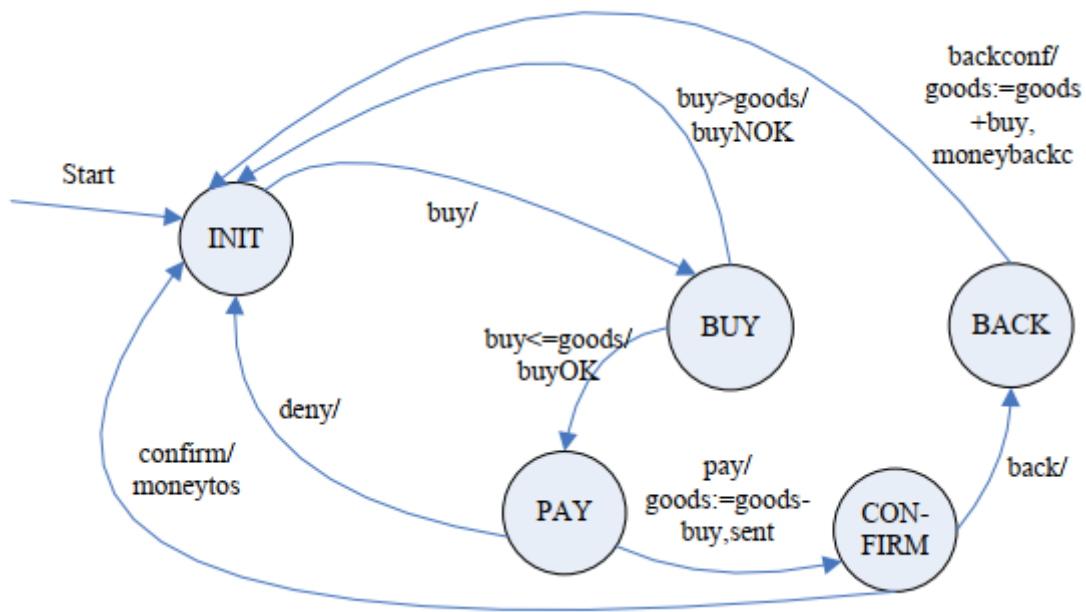 backconf/
goods:=goods
+buy,
moneybackc
buy>goods/
buyNOK
Start
buy/
INIT
BUY
BACK
buy<=goods/
buyOK
deny/
confirm/
moneytos
pay/
goods:=goods-
buy,sent
back/
PAY
CON-
FIRM